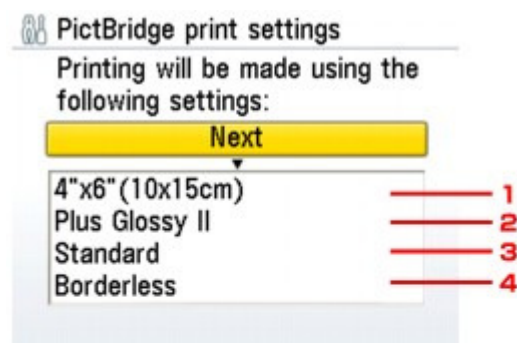 PictBridge print settings
Printing will be made using the
following settings:
Next
4"x6"(10x15cm) 1
Plus Glossy II 2
Standard 3
Borderless 4